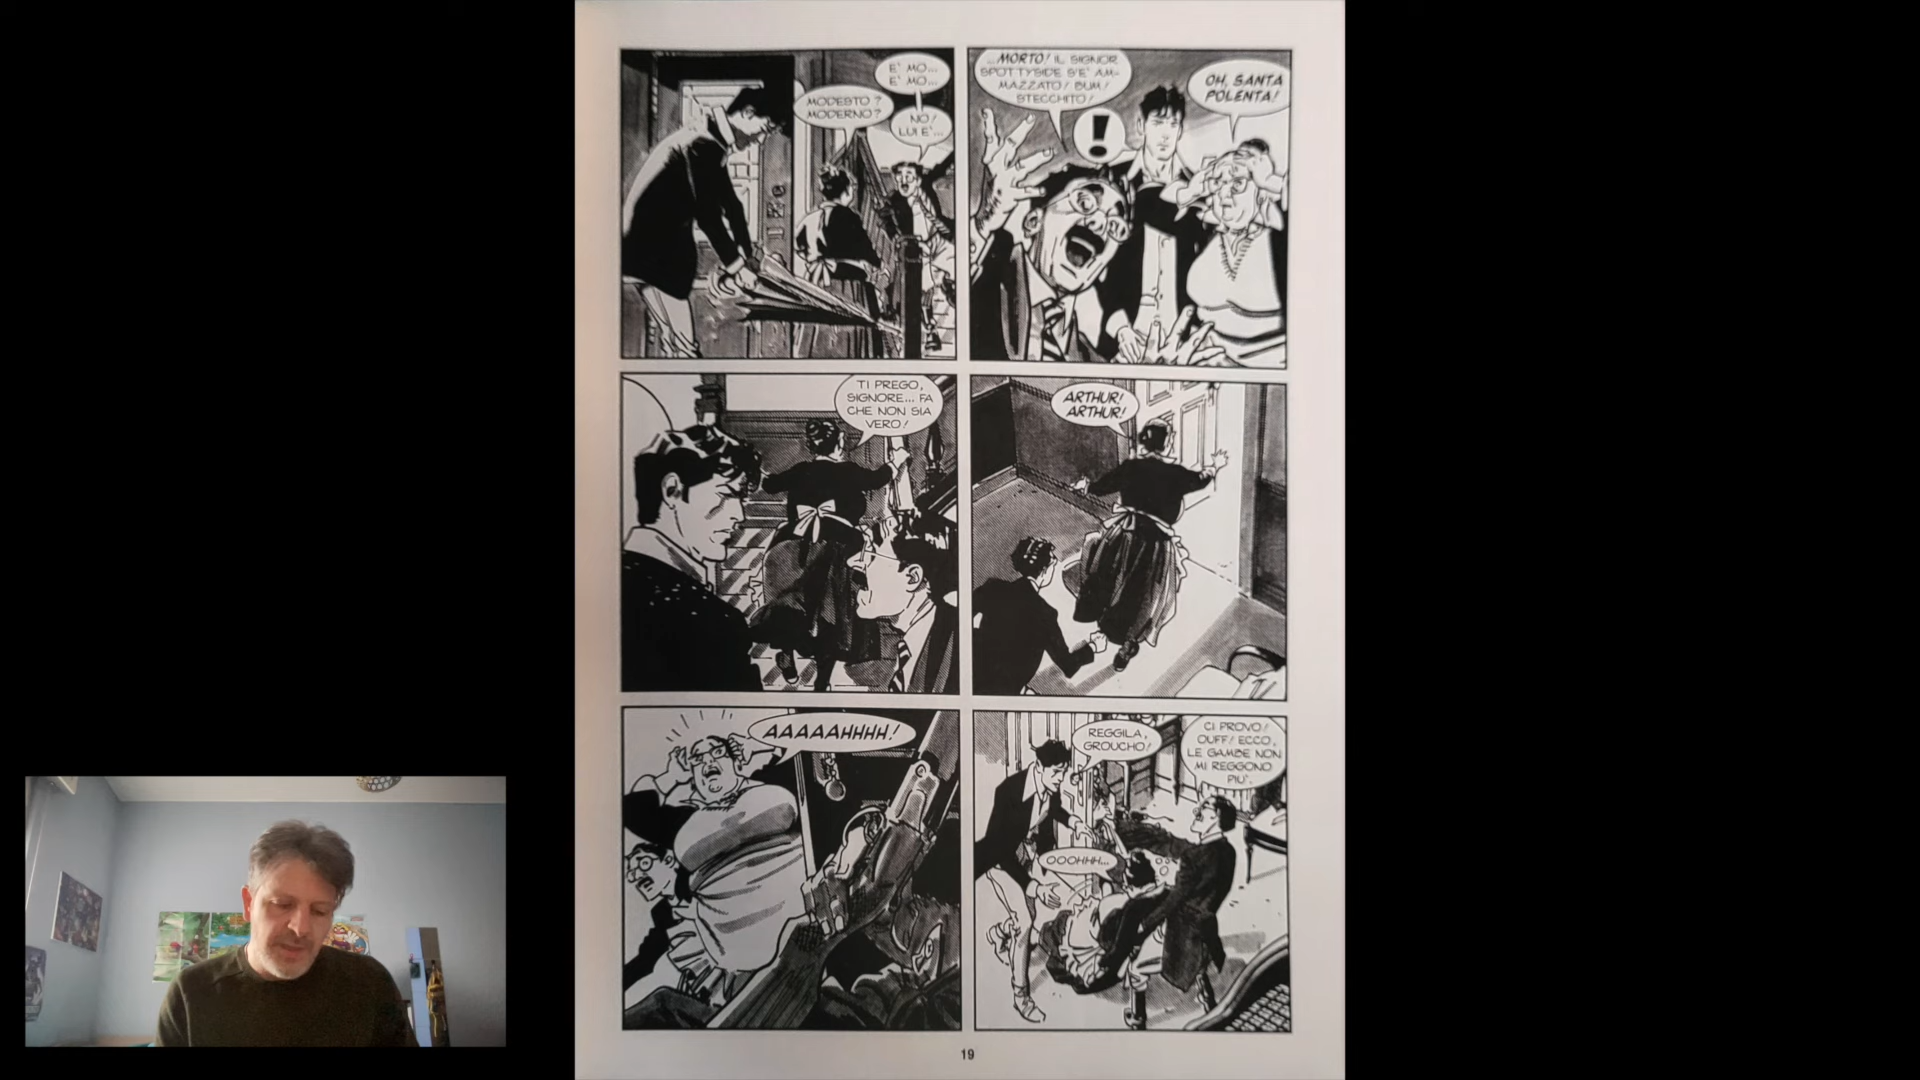 E' MO...
E' MO...
MODESTO?
MODERNO?
NO!
LUI E'...
...MORTO! IL SIGNOR
SPOTTYSIDE S'E' AM-
MAZZATO! BUM!
STECCHITO!
!
OH, SANTA
POLENTA!
TI PREGO,
SIGNORE... FA
CHE NON SIA
VERO!
ARTHUR!
ARTHUR!
AAAAAHHHH!
REGGILA,
GROUCHO!
CI PROVO!
OUFF! ECCO,
LE GAMBE NON
MI REGGONO
PIU'.
OOOHHH...
19